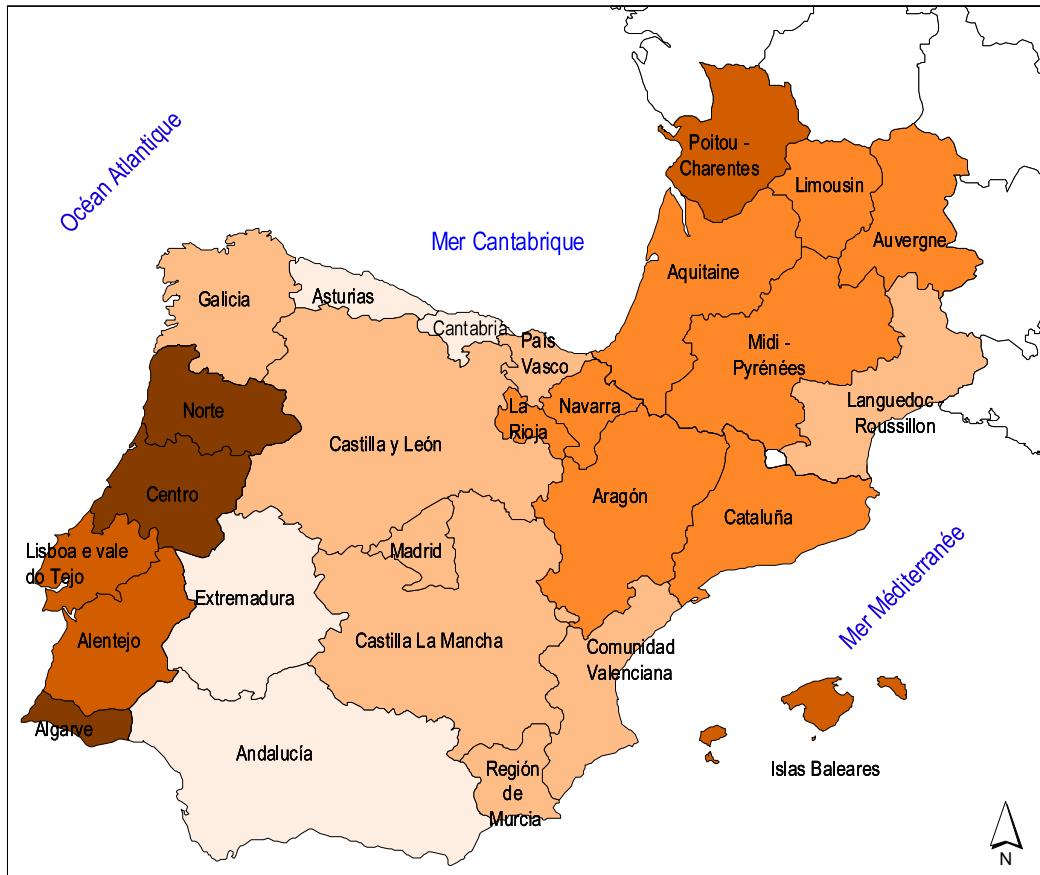 Océan Atlantique
Mer Cantabrique
Poitou -
Charentes
Limousin
Auvergne
Aquitaine
Galicia
Asturias
Cantabria
País
Vasco
Midi -
Pyrénées
Languedoc -
Roussillon
Norte
La
Rioja
Navarra
Castilla y León
Centro
Aragón
Cataluña
Lisboa e vale
do Tejo
Madrid
Extremadura
Mer Méditerranée
Alentejo
Castilla La Mancha
Comunidad
Valenciana
Algarve
Andalucía
Región
de
Murcia
Islas Baleares
N